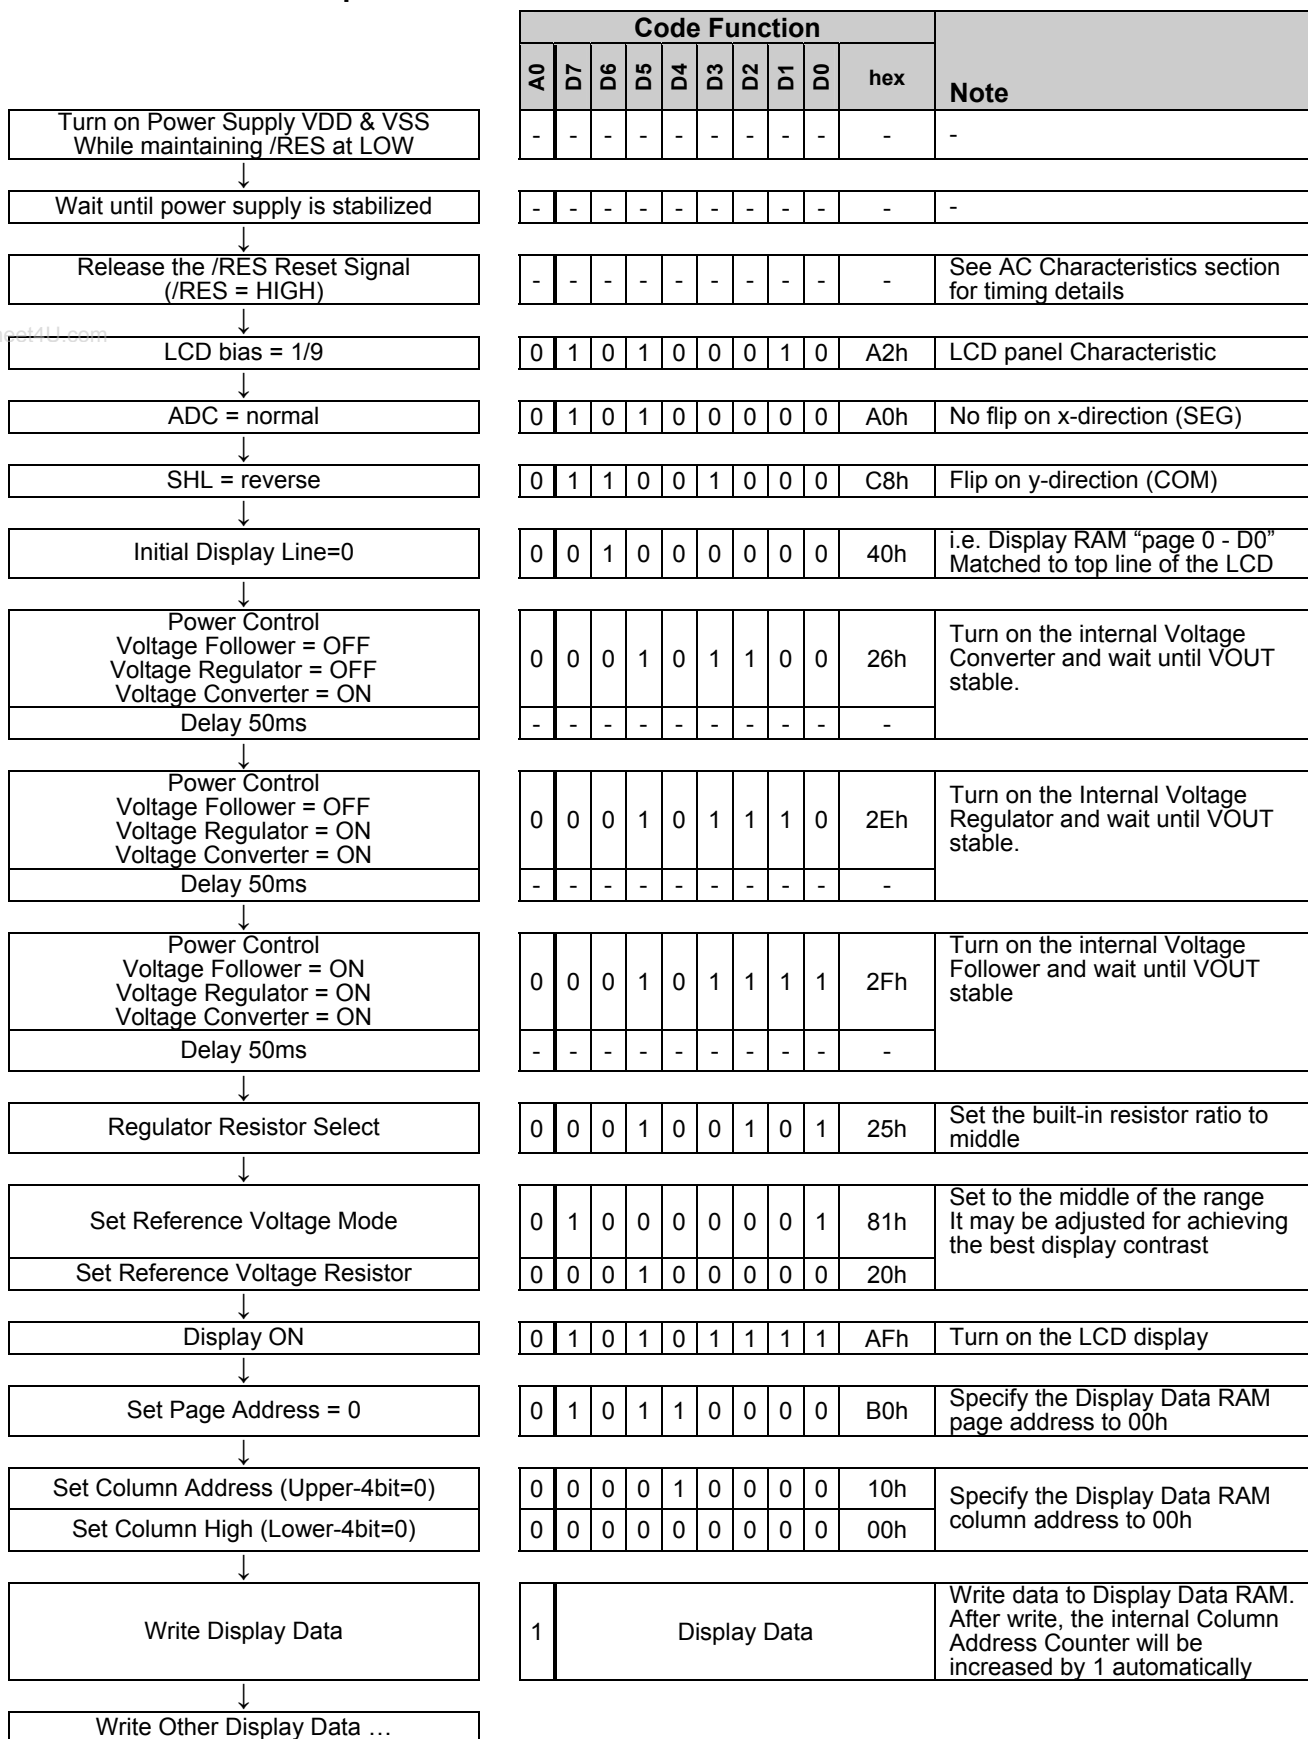 Code Function
A0 D7 D6 D5 D4 D3 D2 D1 D0 hex Note
Turn on Power Supply VDD & VSS
While maintaining /RES at LOW
- - - - - - - - - - -
↓
Wait until power supply is stabilized
- - - - - - - - - - -
↓
Release the /RES Reset Signal
(/RES = HIGH)
- - - - - - - - - -
See AC Characteristics section
for timing details
eet4U.com
↓
LCD bias = 1/9
0 1 0 1 0 0 0 1 0 A2h LCD panel Characteristic
↓
ADC = normal
0 1 0 1 0 0 0 0 0 A0h No flip on x-direction (SEG)
↓
SHL = reverse
0 1 1 0 0 1 0 0 0 C8h Flip on y-direction (COM)
↓
Initial Display Line=0
0 0 1 0 0 0 0 0 0 40h
i.e. Display RAM “page 0 - D0”
Matched to top line of the LCD
↓
Power Control
Voltage Follower = OFF
Voltage Regulator = OFF
Voltage Converter = ON
0 0 0 1 0 1 1 0 0 26h
Turn on the internal Voltage
Converter and wait until VOUT
stable.
Delay 50ms
- - - - - - - - - -
↓
Power Control
Voltage Follower = OFF
Voltage Regulator = ON
Voltage Converter = ON
0 0 0 1 0 1 1 1 0 2Eh
Turn on the Internal Voltage
Regulator and wait until VOUT
stable.
Delay 50ms
- - - - - - - - - -
↓
Power Control
Voltage Follower = ON
Voltage Regulator = ON
Voltage Converter = ON
0 0 0 1 0 1 1 1 1 2Fh
Turn on the internal Voltage
Follower and wait until VOUT
stable
Delay 50ms
- - - - - - - - - -
↓
Regulator Resistor Select
0 0 0 1 0 0 1 0 1 25h
Set the built-in resistor ratio to
middle
↓
Set Reference Voltage Mode
0 1 0 0 0 0 0 0 1 81h
Set to the middle of the range
It may be adjusted for achieving
the best display contrast
Set Reference Voltage Resistor
0 0 0 1 0 0 0 0 0 20h
↓
Display ON
0 1 0 1 0 1 1 1 1 AFh Turn on the LCD display
↓
Set Page Address = 0
0 1 0 1 1 0 0 0 0 B0h
Specify the Display Data RAM
page address to 00h
↓
Set Column Address (Upper-4bit=0)
0 0 0 0 1 0 0 0 0 10h
Set Column High (Lower-4bit=0)
0 0 0 0 0 0 0 0 0 00h
Specify the Display Data RAM
column address to 00h
↓
Write Display Data
1 Display Data
Write data to Display Data RAM.
After write, the internal Column
Address Counter will be
increased by 1 automatically
↓
Write Other Display Data …